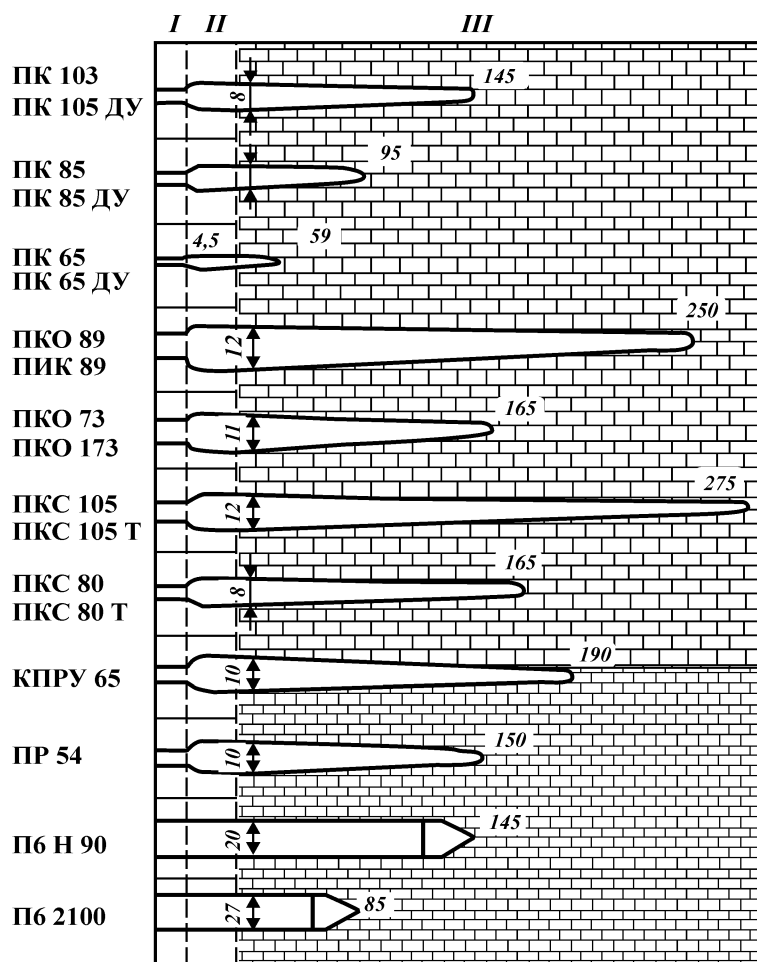 I II III
ПК 103
ПК 105 ДУ
8
145
ПК 85
ПК 85 ДУ
95
ПК 65
ПК 65 ДУ
4,5
59
ПКО 89
ПИК 89
12
250
ПКО 73
ПКО 173
11
165
ПКС 105
ПКС 105 Т
12
275
ПКС 80
ПКС 80 Т
8
165
КПРУ 65
10
190
ПР 54
10
150
П6 Н 90
20
145
П6 2100
27
85